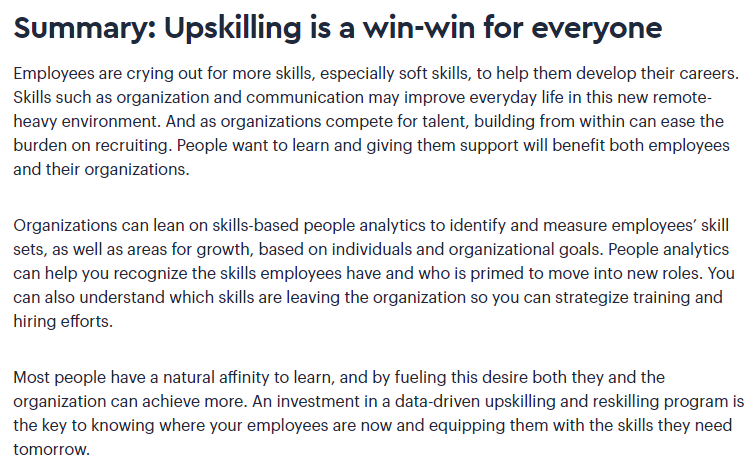 Summary: Upskilling is a win-win for everyone
Employees are crying out for more skills, especially soft skills, to help them develop their careers.
Skills such as organization and communication may improve everyday life in this new remote-
heavy environment. And as organizations compete for talent, building from within can ease the
burden on recruiting. People want to learn and giving them support will benefit both employees
and their organizations.
Organizations can lean on skills-based people analytics to identify and measure employees’ skill
sets, as well as areas for growth, based on individuals and organizational goals. People analytics
can help you recognize the skills employees have and who is primed to move into new roles. You
can also understand which skills are leaving the organization so you can strategize training and
hiring efforts.
Most people have a natural affinity to learn, and by fueling this desire both they and the
organization can achieve more. An investment in a data-driven upskilling and reskilling program is
the key to knowing where your employees are now and equipping them with the skills they need
tomorrow.